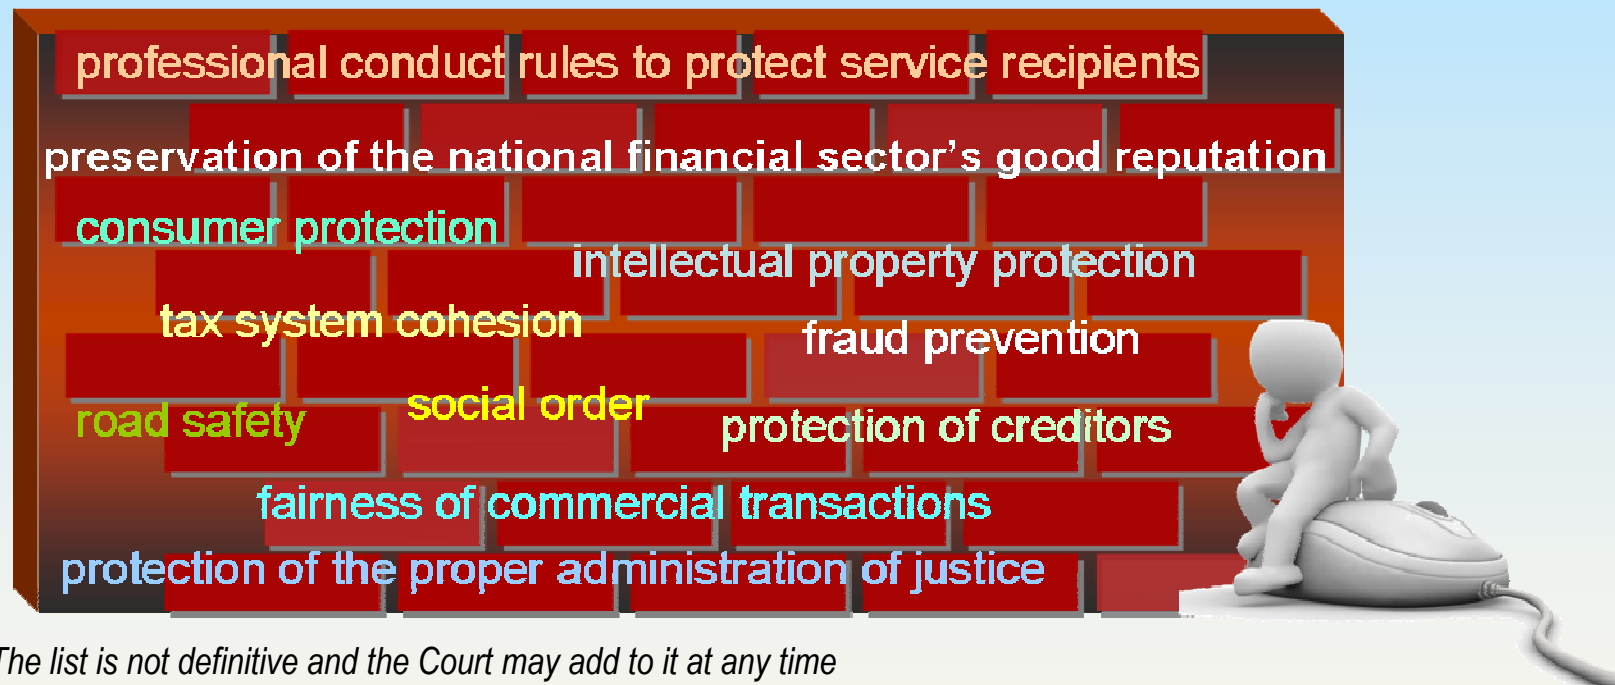 professional conduct rules to protect service recipients
preservation of the national financial sector's good reputation
consumer protection
intellectual property protection
tax system cohesion
fraud prevention
social order
road safety
protection of creditors
fairness of commercial transactions
protection of the proper administration of justice
The list is not definitive and the Court may add to it at any time